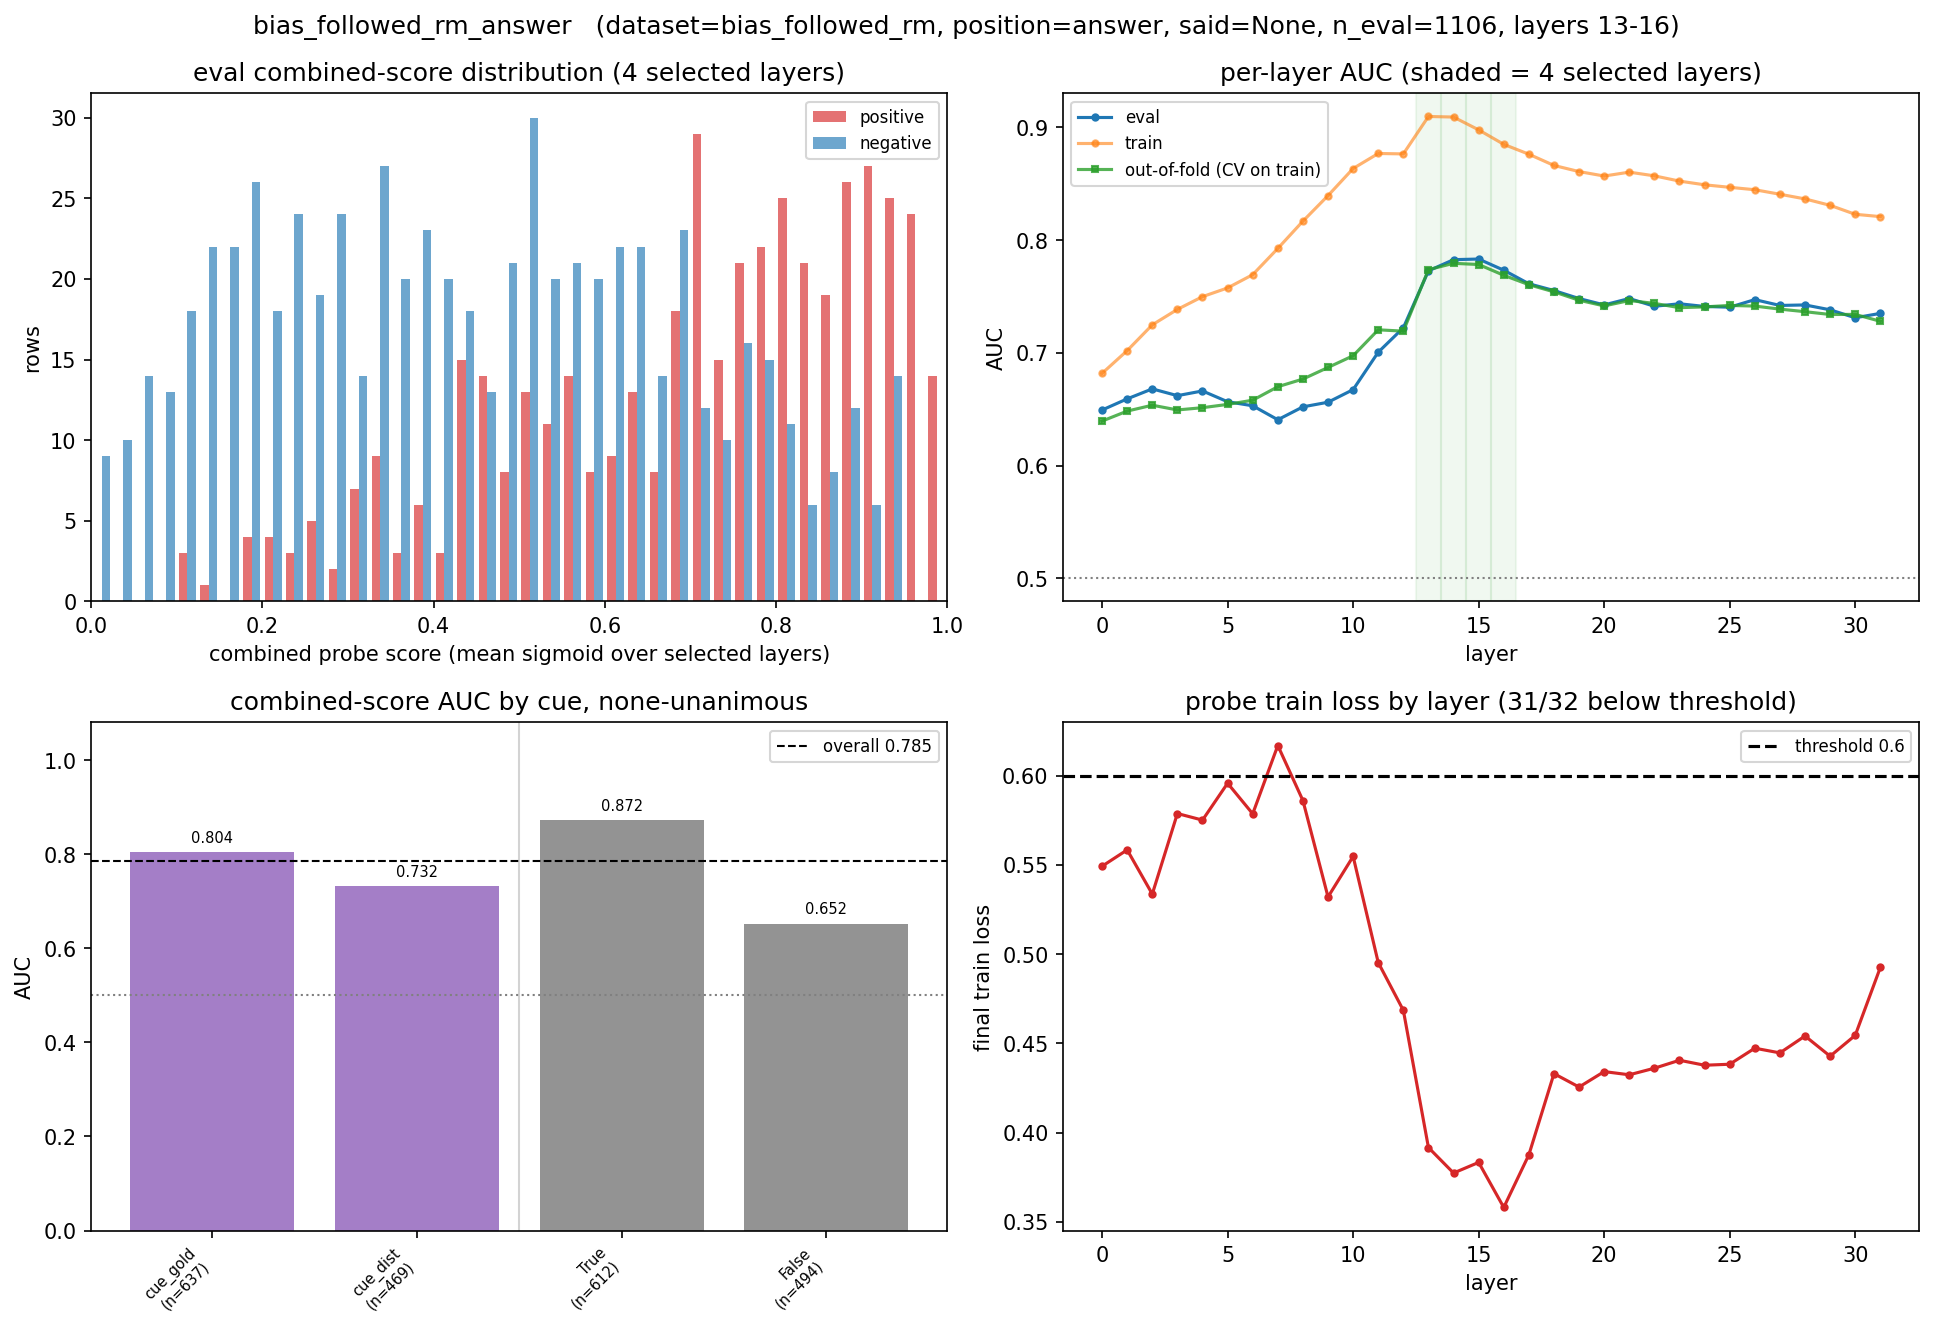 bias_followed_rm_answer   (dataset=bias_followed_rm, position=answer, said=None, n_eval=1106, layers 13-16)
eval combined-score distribution (4 selected layers)
positive
negative
30
25
20
15
10
5
0
rows
0.0 0.2 0.4 0.6 0.8 1.0
combined probe score (mean sigmoid over selected layers)
per-layer AUC (shaded = 4 selected layers)
eval
train
out-of-fold (CV on train)
0.9
0.8
0.7
0.6
0.5
AUC
0 5 10 15 20 25 30
layer
combined-score AUC by cue, none-unanimous
overall 0.785
1.0
0.8
0.6
0.4
0.2
0.0
AUC
0.804
0.732
0.872
0.652
cue_gold
(n=637)
cue_dist
(n=469)
True
(n=612)
False
(n=494)
probe train loss by layer (31/32 below threshold)
threshold 0.6
0.60
0.55
0.50
0.45
0.40
0.35
final train loss
0 5 10 15 20 25 30
layer